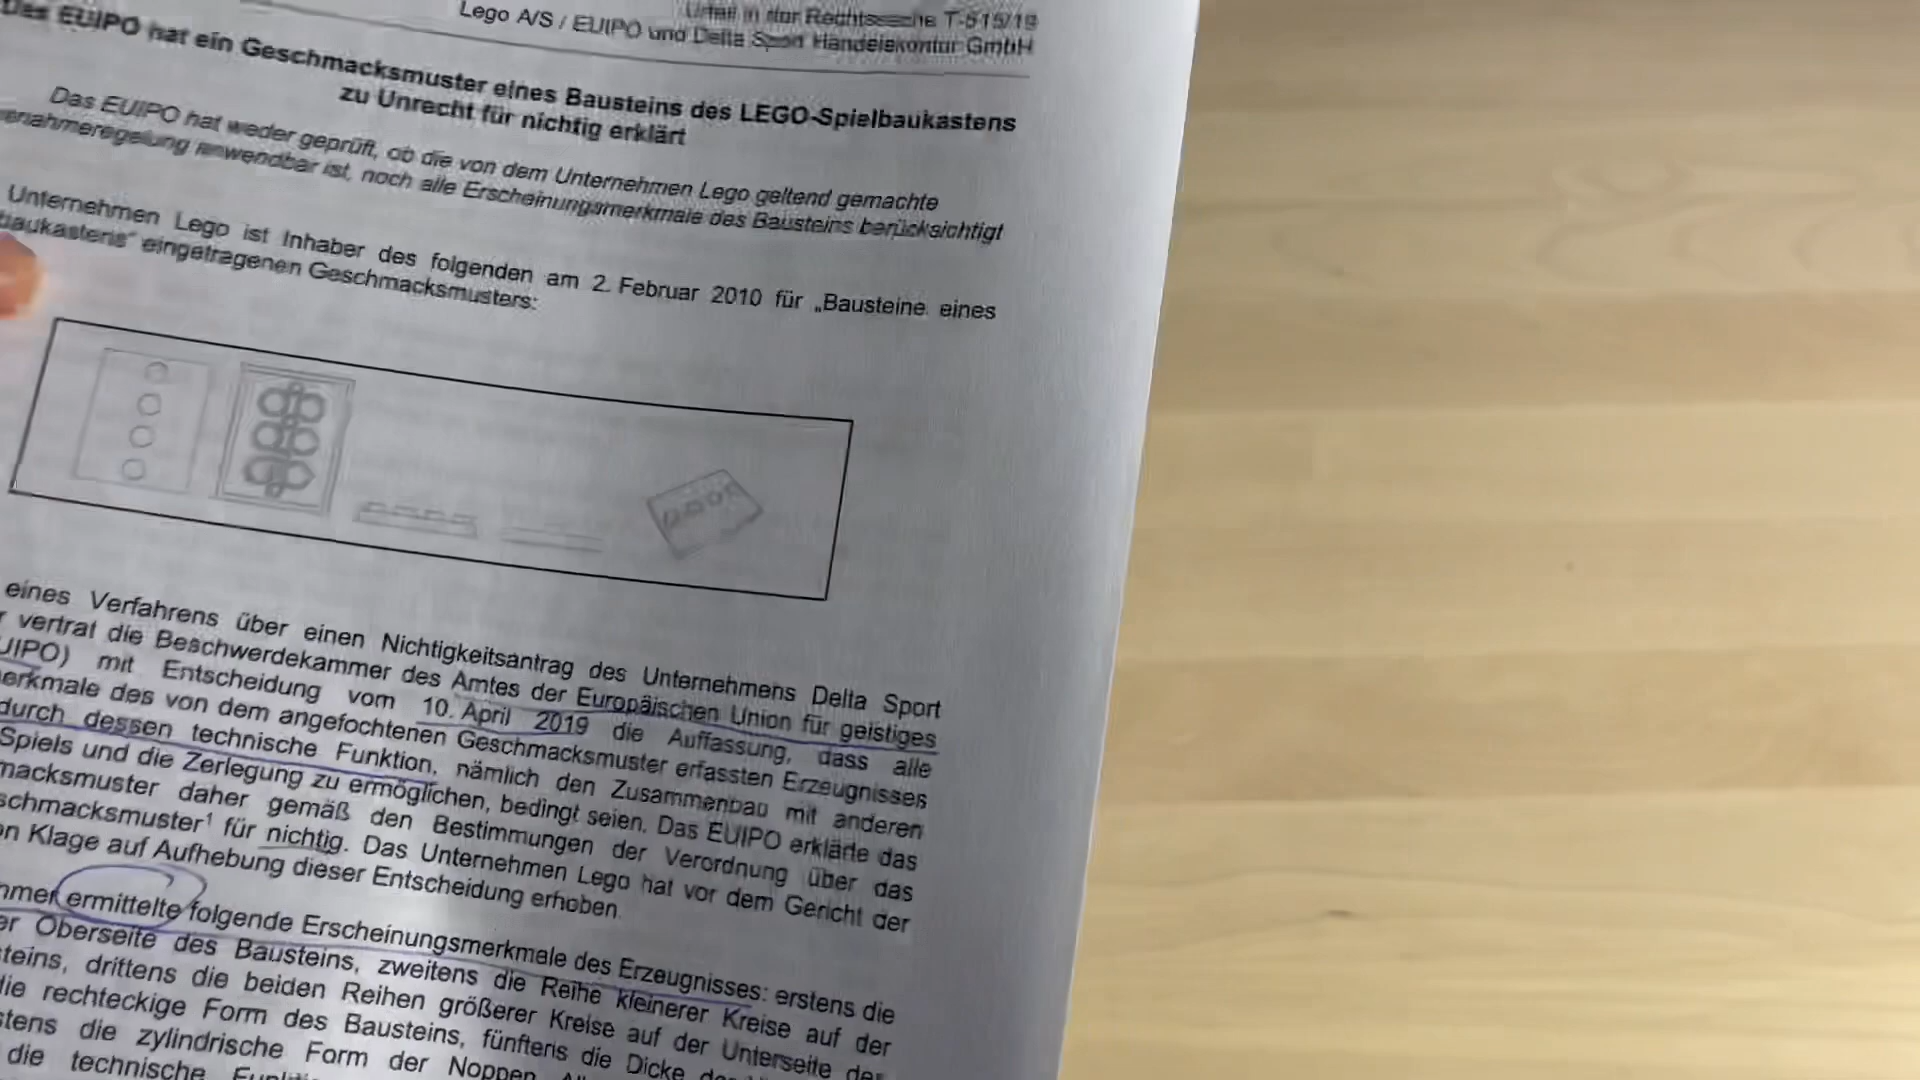 Urteil in der Rechtssache T-515/19
Lego A/S / EUIPO und Delta Sport Handelskontor GmbH
Das EUIPO hat ein Geschmacksmuster eines Bausteins des LEGO-Spielbaukastens
zu Unrecht für nichtig erklärt
Das EUIPO hat weder geprüft, ob die von dem Unternehmen Lego geltend gemachte
anwendbar ist, noch alle Erscheinungsmerkmale des Bausteins berücksichtigt
Unternehmen Lego ist Inhaber des folgenden am 2. Februar 2010 für „Bausteine eines
baukastens“ eingetragenen Geschmacksmusters:
eines Verfahrens über einen Nichtigkeitsantrag des Unternehmens Delta Sport
vertrat die Beschwerdekammer des Amtes der Europäischen Union für geistiges
UIPO) mit Entscheidung vom 10. April 2019 die Auffassung, dass alle
erkmale des von dem angefochtenen Geschmacksmuster erfassten Erzeugnisses
durch dessen technische Funktion, nämlich den Zusammenbau mit anderen
Spiels und die Zerlegung zu ermöglichen, bedingt seien. Das EUIPO erklärte das
macksmuster daher gemäß den Bestimmungen der Verordnung über das
schmacksmuster¹ für nichtig. Das Unternehmen Lego hat vor dem Gericht der
n Klage auf Aufhebung dieser Entscheidung erhoben.
mer ermittelte folgende Erscheinungsmerkmale des Erzeugnisses: erstens die
er Oberseite des Bausteins, zweitens die Reihe kleinerer Kreise auf der
steins, drittens die beiden Reihen größerer Kreise auf der Unterseite des
die rechteckige Form des Bausteins, fünftens die Dicke der
stens die zylindrische Form der Noppen.
die technische